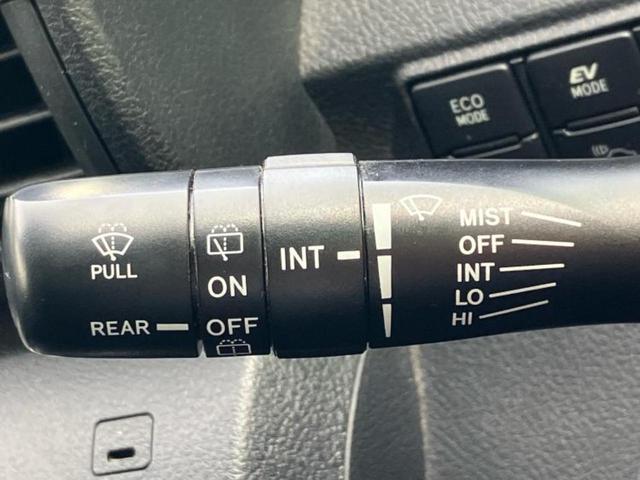 ECO
MODE
EV
MODE
PULL
REAR
ON
OFF
INT
MIST
OFF
INT
LO
HI